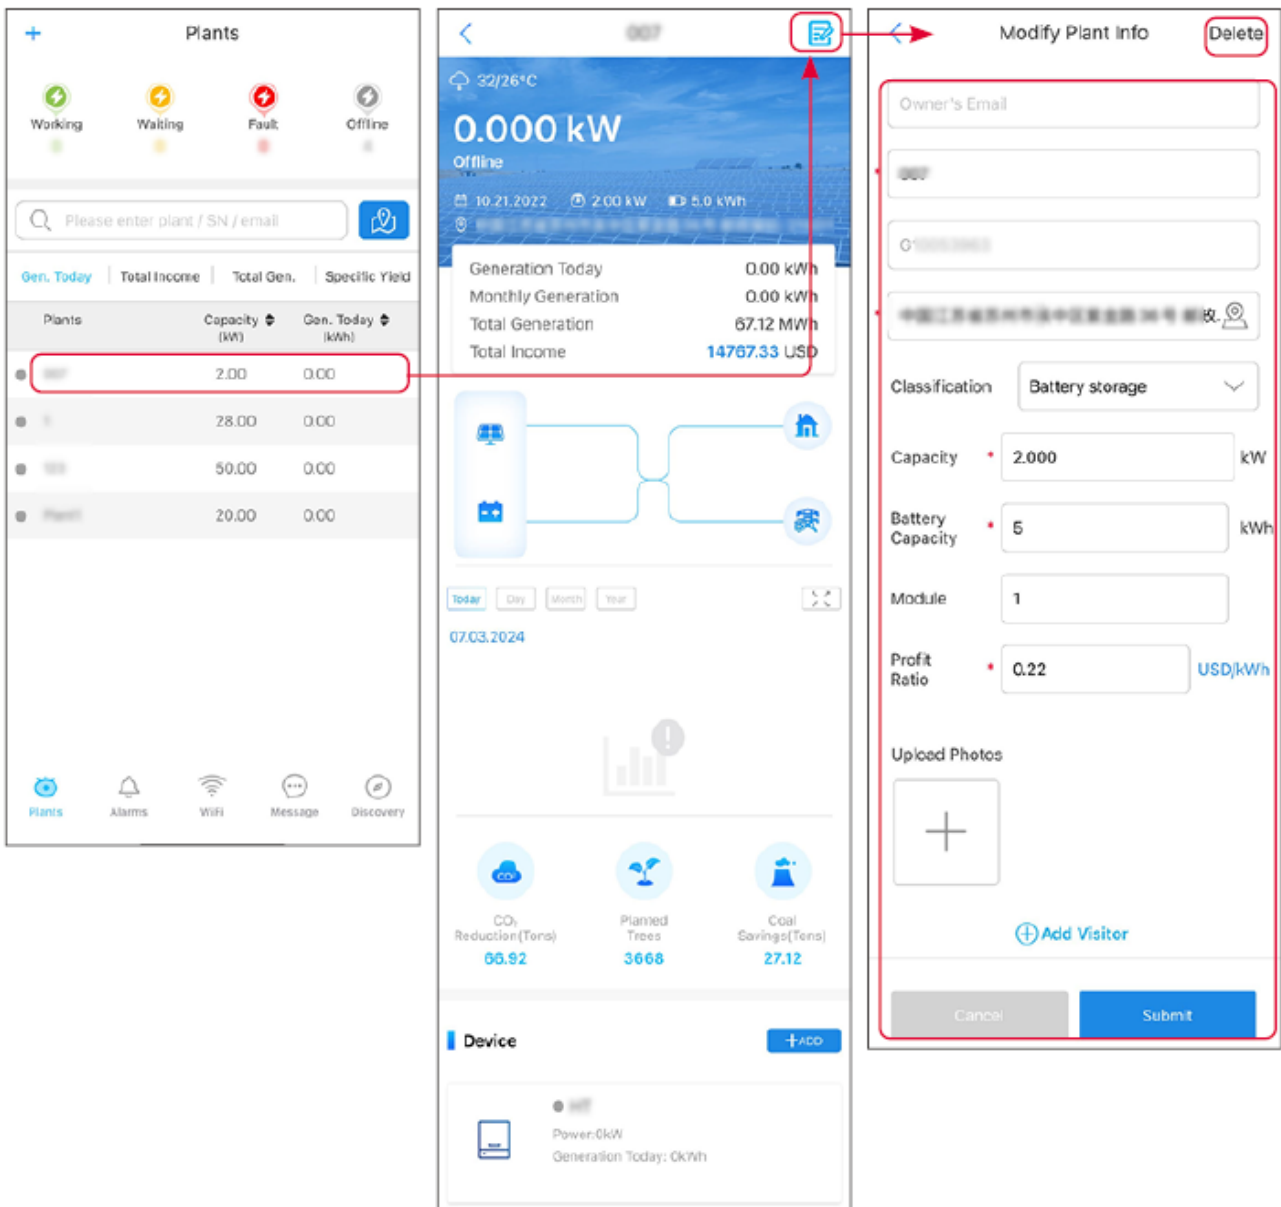 Plants
Working
Waiting
Fault
Offline
4
Please enter plant / SN / email
Gen. Today
Total Income
Total Gen.
Specific Yield
Plants
Capacity
(kW)
Gen. Today
(kWh)
2.00
0.00
28.00
0.00
50.00
0.00
20.00
0.00
Plants
Alarms
WiFi
Message
Discovery
007
32/26°C
0.000 kW
Offline
10.21.2022
2.00 kW
5.0 kWh
Generation Today
0.00 kWh
Monthly Generation
0.00 kWh
Total Generation
67.12 MWh
Total Income
14767.33 USD
Today
Day
Month
Year
07.03.2024
CO₂
Reduction(Tons)
66.92
Planted
Trees
3668
Coal
Savings(Tons)
27.12
Device
+ADD
Power:0kW
Generation Today: 0kWh
Modify Plant Info
Delete
Owner's Email
007
Classification
Battery storage
Capacity
*
2.000
kW
Battery
Capacity
*
5
kWh
Module
1
Profit
Ratio
*
0.22
USD/kWh
Upload Photos
Add Visitor
Cancel
Submit